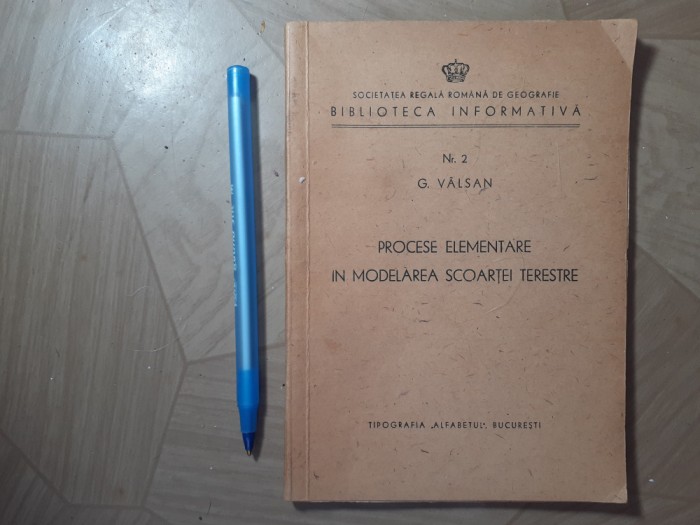 SOCIETATEA REGALĂ ROMÂNĂ DE GEOGRAFIE
BIBLIOTECA INFORMATIVĂ
Nr. 2
G. VÂLSAN
PROCESE ELEMENTARE
IN MODELAREA SCOARȚEI TERESTRE
TIPOGRAFIA „ALFABETUL”, BUCUREȘTI